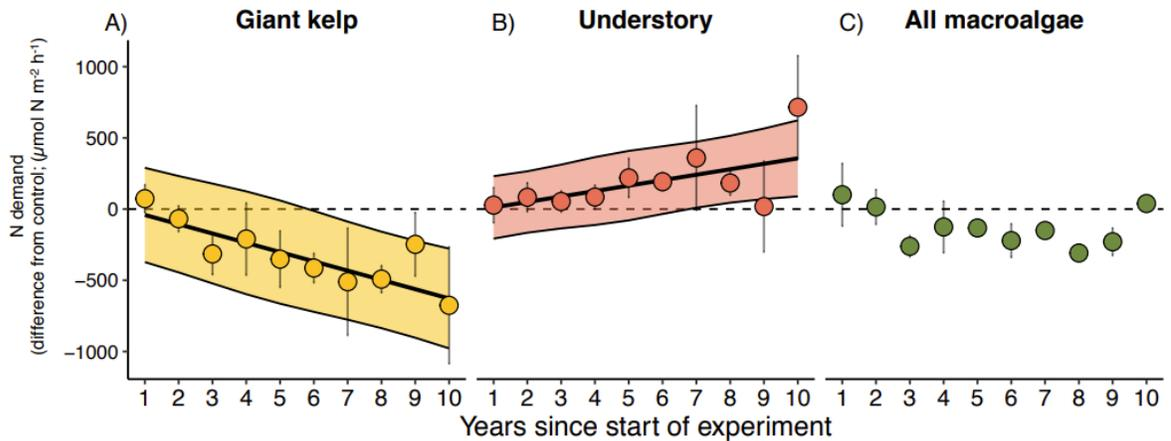 A) Giant kelp
B) Understory
C) All macroalgae
N demand
(difference from control; (μmol N m⁻² h⁻¹)
1000
500
0
−500
−1000
1 2 3 4 5 6 7 8 9 10
1 2 3 4 5 6 7 8 9 10
1 2 3 4 5 6 7 8 9 10
Years since start of experiment